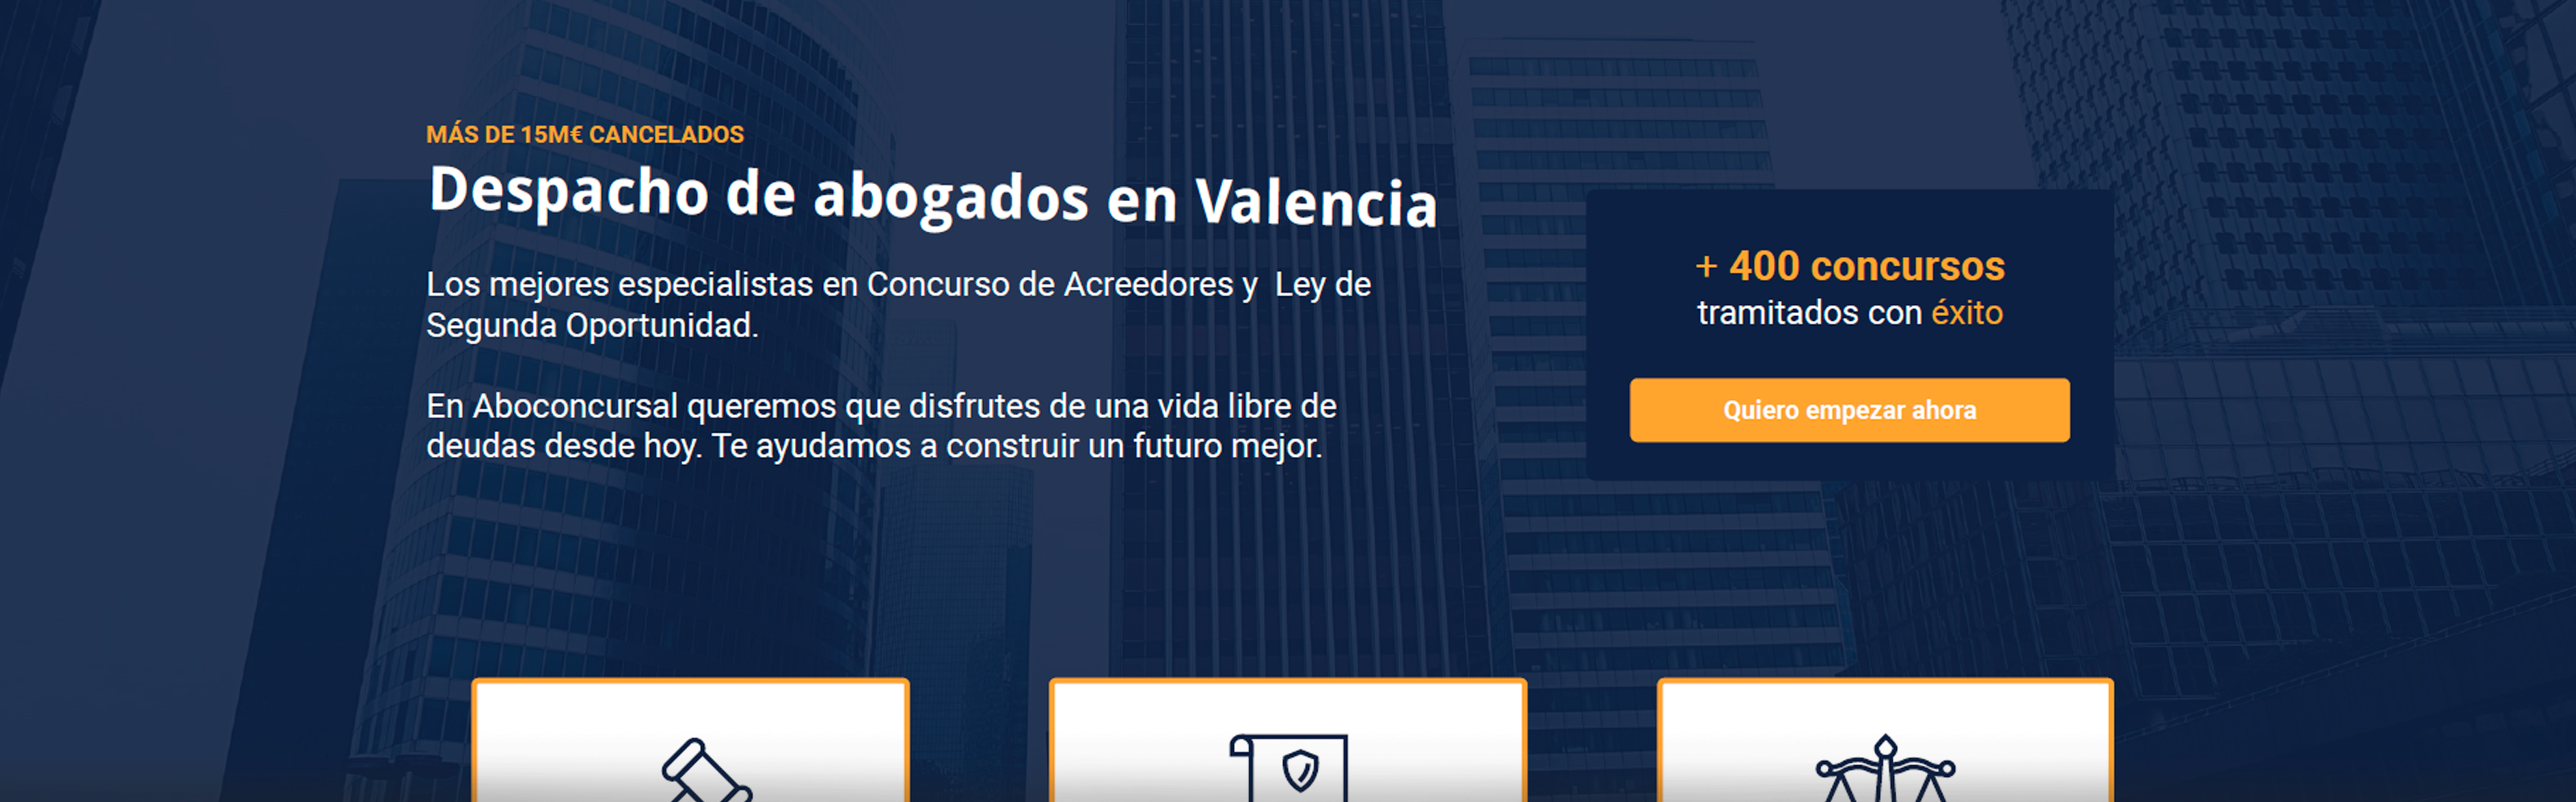 MÁS DE 15M€ CANCELADOS
Despacho de abogados en Valencia
Los mejores especialistas en Concurso de Acreedores y  Ley de
Segunda Oportunidad.
En Aboconcursal queremos que disfrutes de una vida libre de
deudas desde hoy. Te ayudamos a construir un futuro mejor.
+ 400 concursos
tramitados con éxito
Quiero empezar ahora